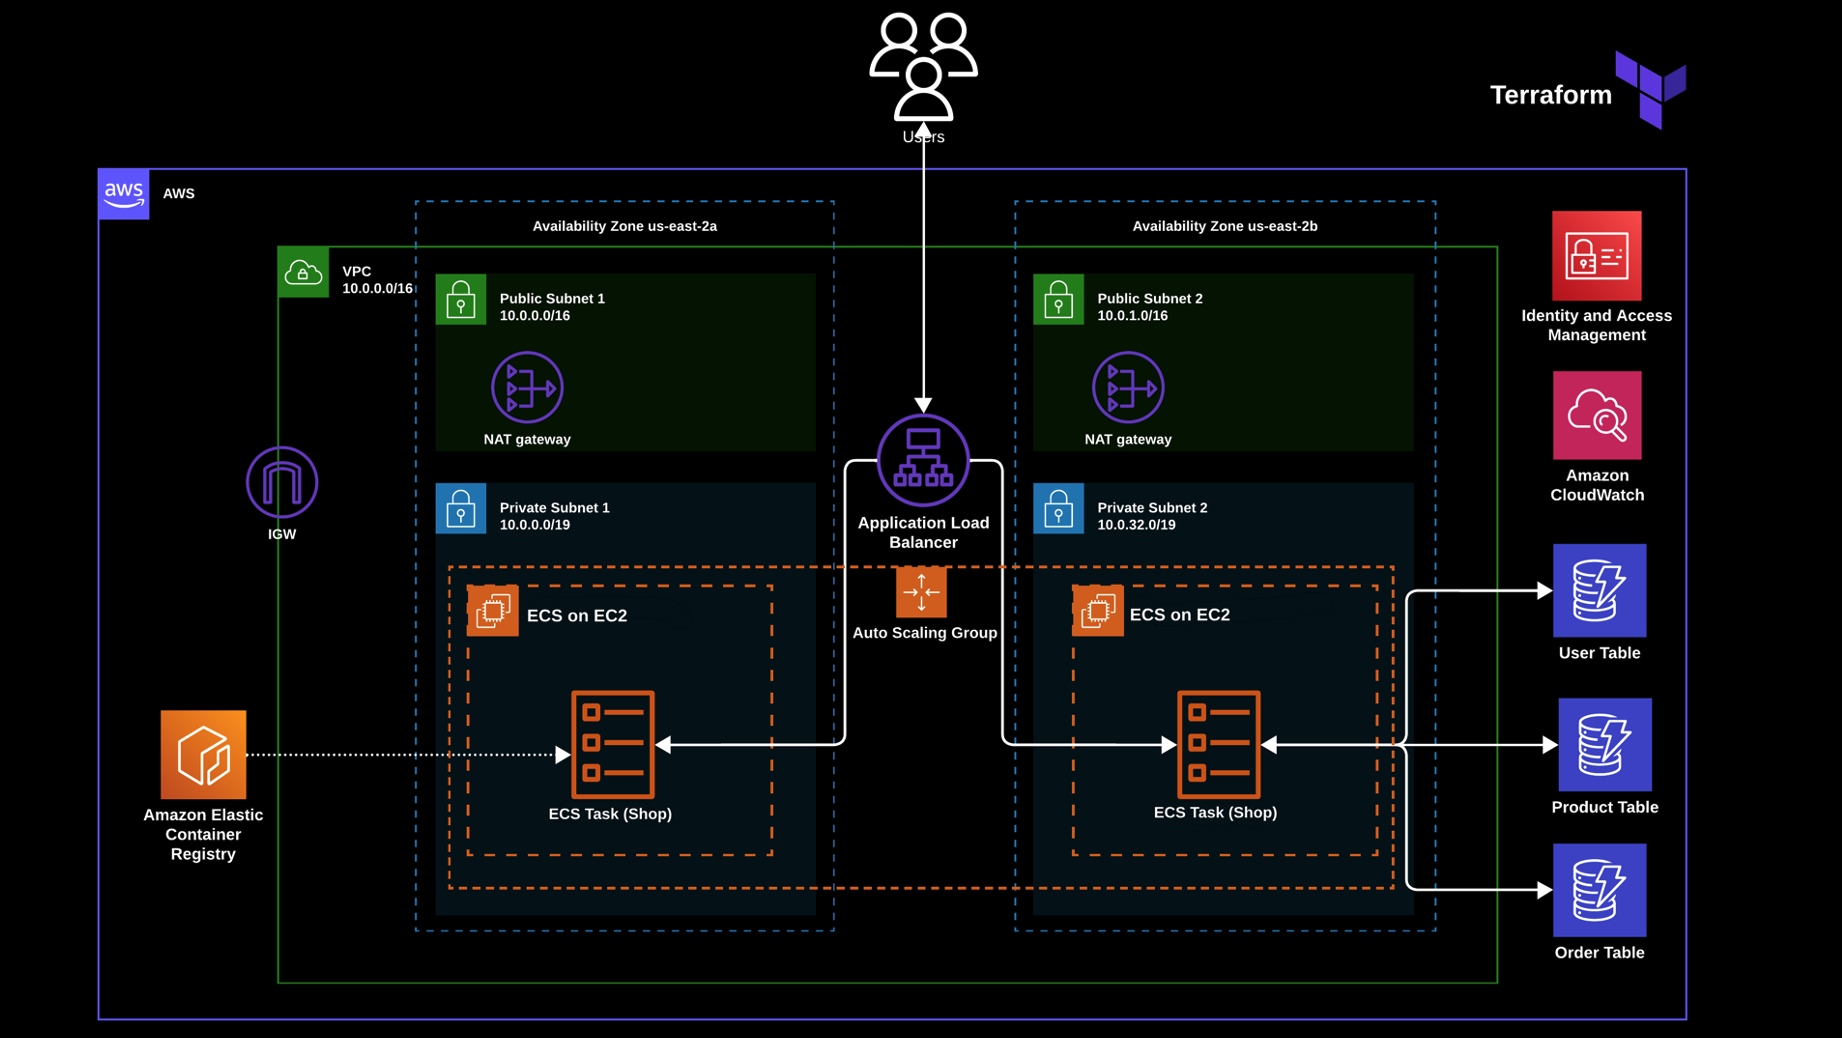 Users
Terraform
aws
AWS
Availability Zone us-east-2a
Availability Zone us-east-2b
VPC
10.0.0.0/16
Public Subnet 1
10.0.0.0/16
Public Subnet 2
10.0.1.0/16
Identity and Access
Management
NAT gateway
NAT gateway
Amazon
CloudWatch
IGW
Private Subnet 1
10.0.0.0/19
Application Load
Balancer
Private Subnet 2
10.0.32.0/19
ECS on EC2
Auto Scaling Group
ECS on EC2
User Table
ECS Task (Shop)
ECS Task (Shop)
Product Table
Amazon Elastic
Container
Registry
Order Table